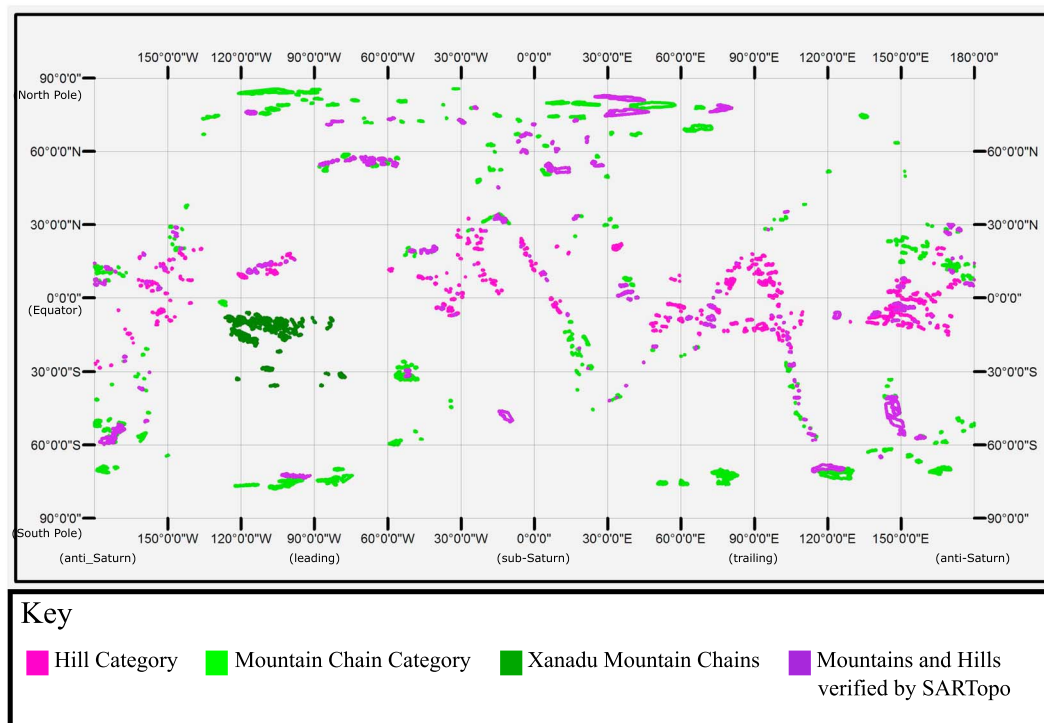 150°0'0"W 120°0'0"W 90°0'0"W 60°0'0"W 30°0'0"W 0°0'0"E 30°0'0"E 60°0'0"E 90°0'0"E 120°0'0"E 150°0'0"E 180°0'0"
90°0'0"
(North Pole)
60°0'0"N 60°0'0"N
30°0'0"N 30°0'0"N
0°0'0"E 0°0'0"
(Equator)
30°0'0"S 30°0'0"S
60°0'0"S 60°0'0"S
90°0'0" 90°0'0"
(South Pole)
150°0'0"W 120°0'0"W 90°0'0"W 60°0'0"W 30°0'0"W 0°0'0"E 30°0'0"E 60°0'0"E 90°0'0"E 120°0'0"E 150°0'0"E
(anti_Saturn) (leading) (sub-Saturn) (trailing) (anti-Saturn)
Key
Hill Category Mountain Chain Category Xanadu Mountain Chains Mountains and Hills
verified by SARTopo